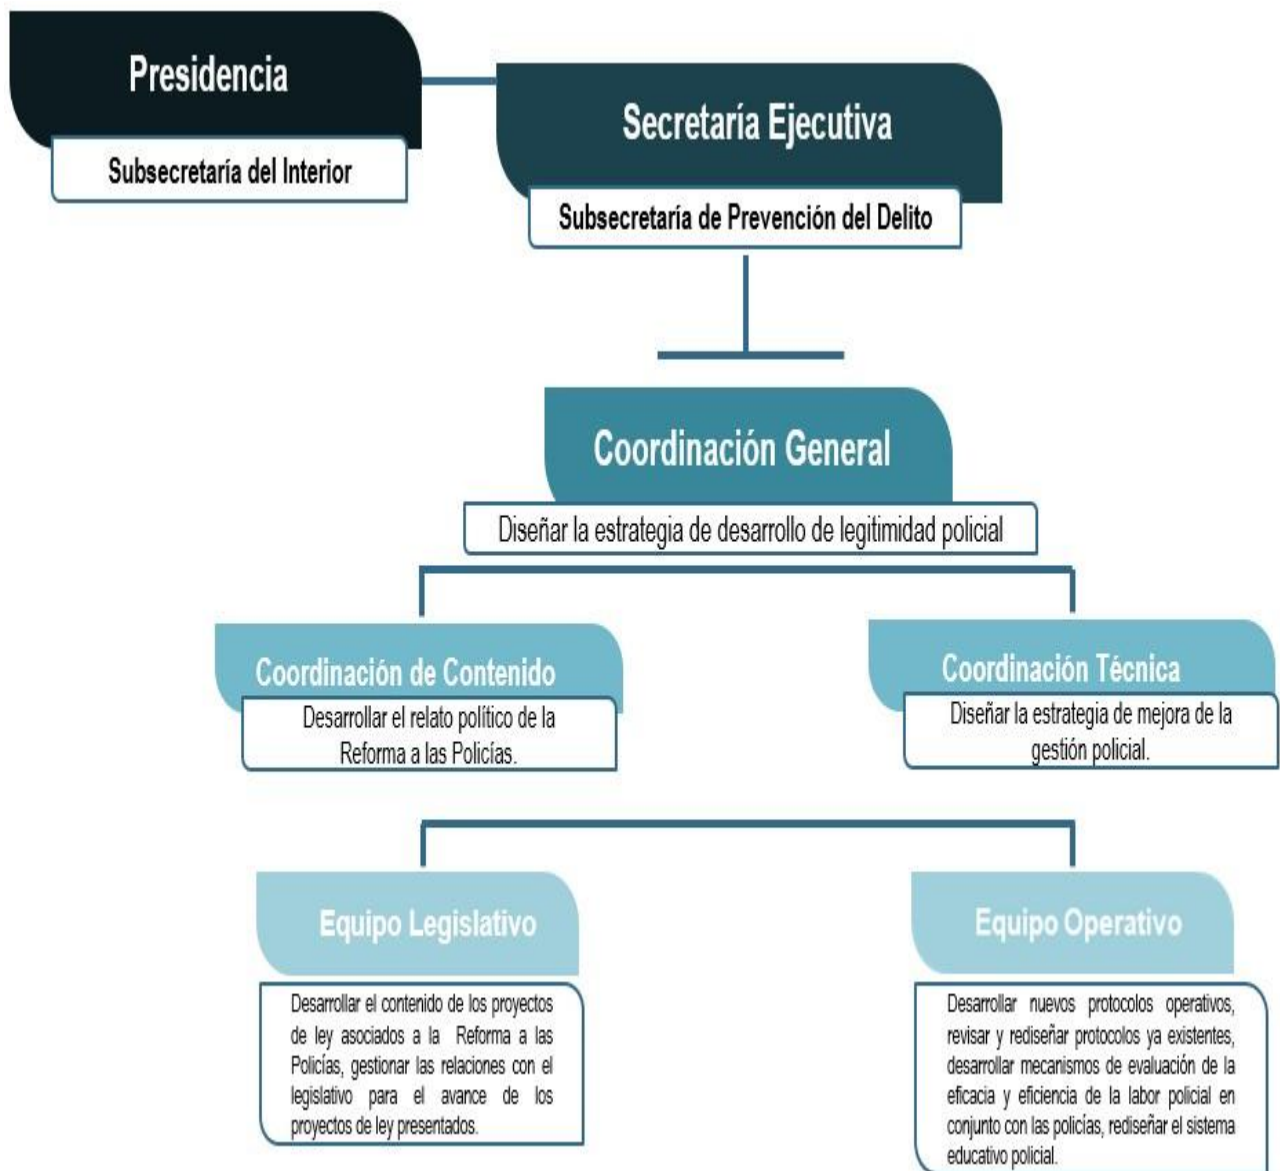 Presidencia
Subsecretaría del Interior
Secretaría Ejecutiva
Subsecretaría de Prevención del Delito
Coordinación General
Diseñar la estrategia de desarrollo de legitimidad policial
Coordinación de Contenido
Desarrollar el relato político de la
Reforma a las Policías.
Coordinación Técnica
Diseñar la estrategia de mejora de la
gestión policial.
Equipo Legislativo
Desarrollar el contenido de los proyectos
de ley asociados a la Reforma a las
Policías, gestionar las relaciones con el
legislativo para el avance de los
proyectos de ley presentados.
Equipo Operativo
Desarrollar nuevos protocolos operativos,
revisar y rediseñar protocolos ya existentes,
desarrollar mecanismos de evaluación de la
eficacia y eficiencia de la labor policial en
conjunto con las policías, rediseñar el sistema
educativo policial.